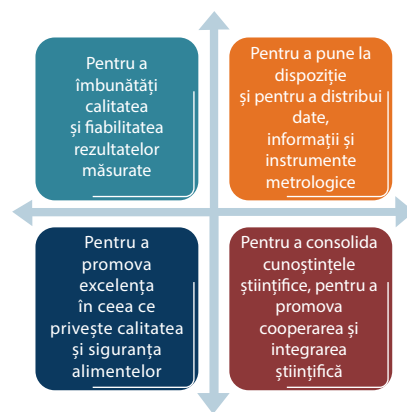 Pentru a
îmbunătăți
calitatea
și fiabilitatea
rezultatelor
măsurate
Pentru a pune la
dispoziție
și pentru a distribui
date,
informații și
instrumente
metrologice
Pentru a
promova
excelența
în ceea ce
privește calitatea
și siguranța
alimentelor
Pentru a consolida
cunoștințele
științifice, pentru a
promova
cooperarea și
integrarea
științifică